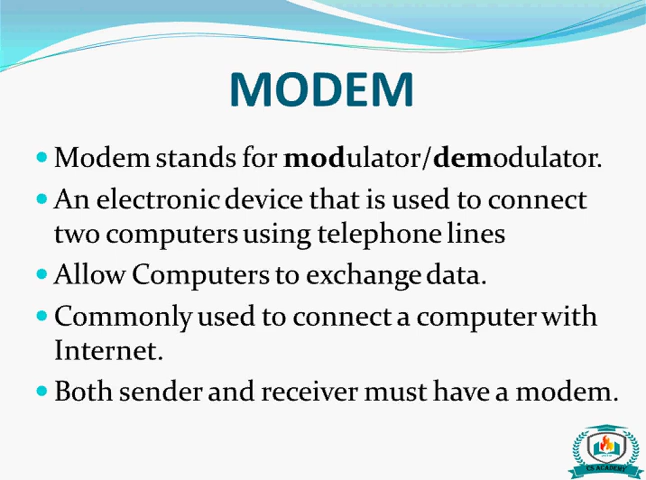 MODEM
Modem stands for modulator/demodulator.
An electronic device that is used to connect
two computers using telephone lines
Allow Computers to exchange data.
Commonly used to connect a computer with
Internet.
Both sender and receiver must have a modem.
CS ACADEMY